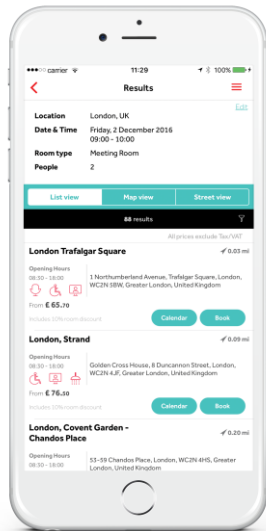 carrier
11:29
100%
Results
Edit
Location London, UK
Date & Time Friday, 2 December 2016
09:00 - 10:00
Room type Meeting Room
People 2
List view Map view Street view
88 results
All prices exclude Tax/VAT
London Trafalgar Square 0.03 mi
Opening Hours
08:30 - 18:00
1 Northumberland Avenue, Trafalgar Square, London,
WC2N 5BW, Greater London, United Kingdom
From £ 65.70
Includes 10% room discount
Calendar Book
London, Strand 0.09 mi
Opening Hours
08:30 - 18:00
Golden Cross House, 8 Duncannon Street, London,
WC2N 4JF, Greater London, United Kingdom
From £ 76.50
Includes 10% room discount
Calendar Book
London, Covent Garden - 0.20 mi
Chandos Place
Opening Hours
08:30 - 18:00
53-59 Chandos Place, London, WC2N 4HS, Greater
London, United Kingdom